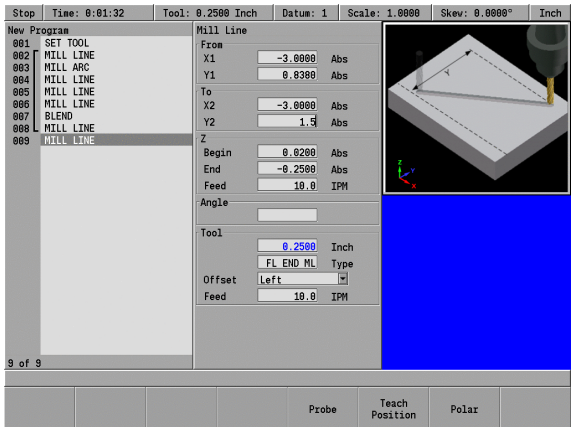 Stop Time: 0:01:32 Tool: 0.2500 Inch Datum: 1 Scale: 1.0000 Skew: 0.0000° Inch
New Program
001 SET TOOL
002 MILL LINE
003 MILL ARC
004 MILL LINE
005 MILL LINE
006 MILL LINE
007 BLEND
008 MILL LINE
009 MILL LINE
9 of 9
Mill Line
From
X1 -3.0000 Abs
Y1 0.8380 Abs
To
X2 -3.0000 Abs
Y2 1.5 Abs
Z
Begin 0.0200 Abs
End -0.2500 Abs
Feed 10.0 IPM
Angle
Tool
0.2500 Inch
FL END ML Type
Offset Left
Feed 10.0 IPM
Z
Y
X
Probe
Teach Position
Polar